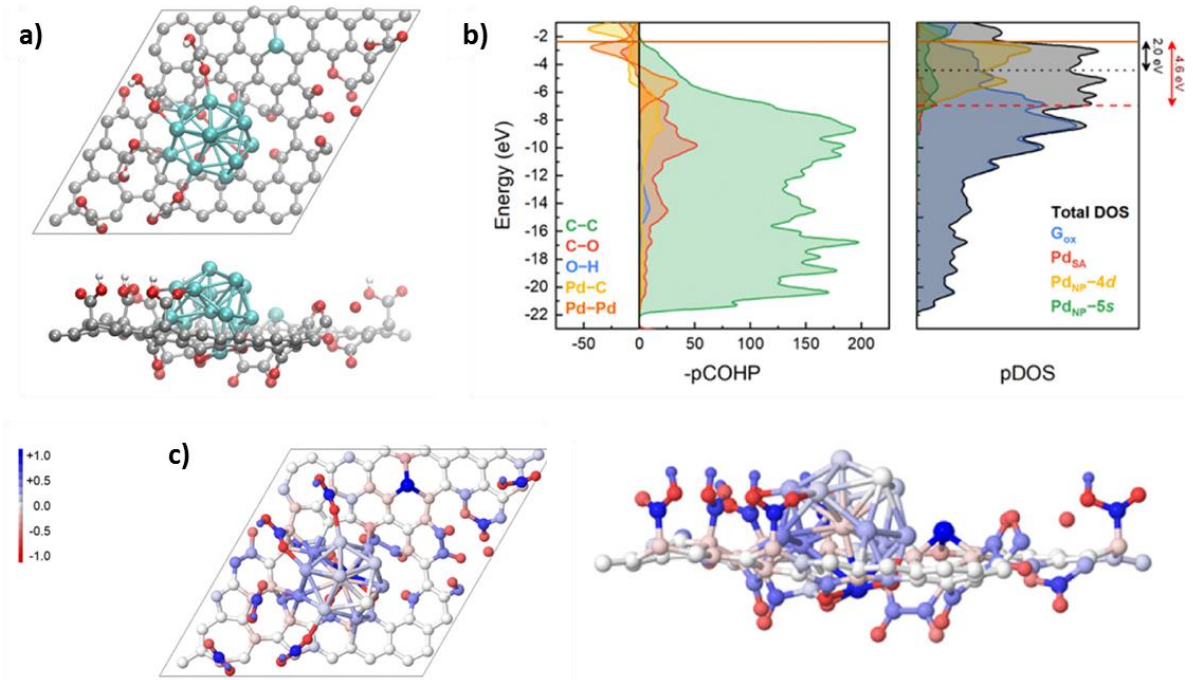 a)
b)
-2
-4
-6
-8
-10
-12
-14
-16
-18
-20
-22
Energy (eV)
C–C
C–O
O–H
Pd–C
Pd–Pd
-50 0 50 100 150 200
-pCOHP
2.0 eV
4.6 eV
Total DOS
Gox
PdSA
PdNP–4d
PdNP–5s
pDOS
c)
+1.0
+0.5
0.0
-0.5
-1.0